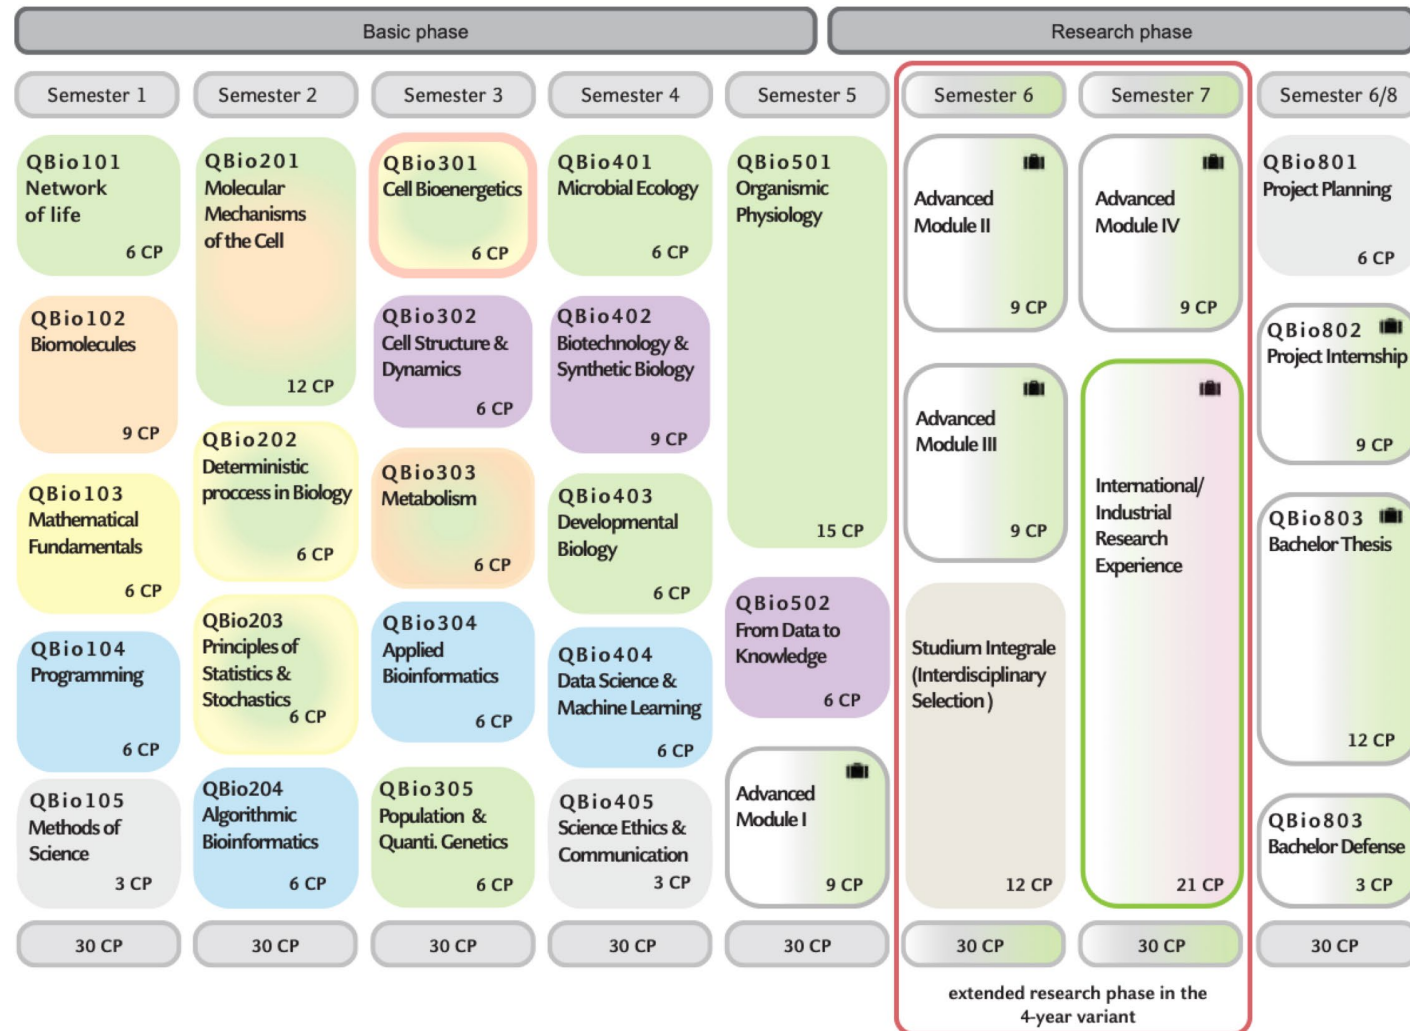 Basic phase
Research phase
Semester 1
Semester 2
Semester 3
Semester 4
Semester 5
Semester 6
Semester 7
Semester 6/8
QBio101
Network
of life
6 CP
QBio102
Biomolecules
9 CP
QBio103
Mathematical
Fundamentals
6 CP
QBio104
Programming
6 CP
QBio105
Methods of
Science
3 CP
30 CP
QBio201
Molecular
Mechanisms
of the Cell
12 CP
QBio202
Deterministic
proccess in Biology
6 CP
QBio203
Principles of
Statistics &
Stochastics
6 CP
QBio204
Algorithmic
Bioinformatics
6 CP
30 CP
QBio301
Cell Bioenergetics
6 CP
QBio302
Cell Structure &
Dynamics
6 CP
QBio303
Metabolism
6 CP
QBio304
Applied
Bioinformatics
6 CP
QBio305
Population &
Quanti. Genetics
6 CP
30 CP
QBio401
Microbial Ecology
6 CP
QBio402
Biotechnology &
Synthetic Biology
9 CP
QBio403
Developmental
Biology
6 CP
QBio404
Data Science &
Machine Learning
6 CP
QBio405
Science Ethics &
Communication
3 CP
30 CP
QBio501
Organismic
Physiology
15 CP
QBio502
From Data to
Knowledge
6 CP
Advanced
Module I
9 CP
30 CP
Advanced
Module II
9 CP
Advanced
Module III
9 CP
Studium Integrale
(Interdisciplinary
Selection )
12 CP
30 CP
Advanced
Module IV
9 CP
International/
Industrial
Research
Experience
21 CP
30 CP
extended research phase in the
4-year variant
QBio801
Project Planning
6 CP
QBio802
Project Internship
9 CP
QBio803
Bachelor Thesis
12 CP
QBio803
Bachelor Defense
3 CP
30 CP